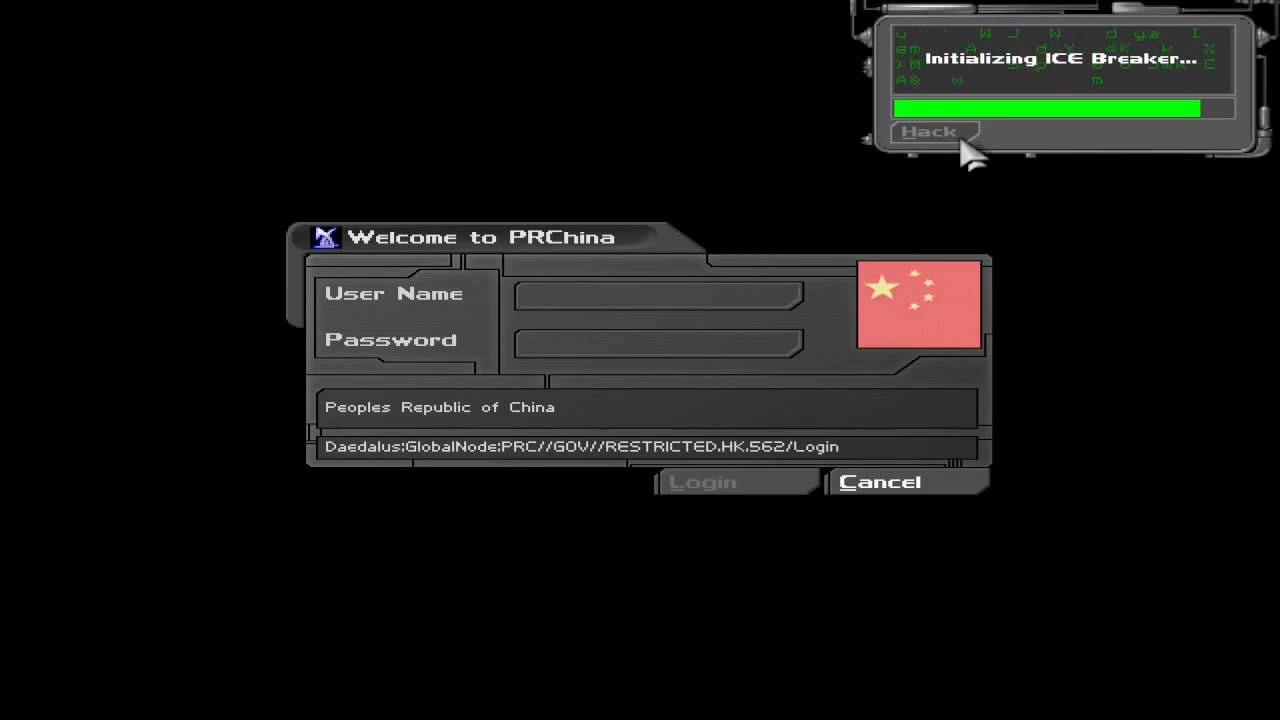 Initializing ICE Breaker...
Hack
Welcome to PRChina
User Name
Password
Peoples Republic of China
Daedalus:GlobalNode:PRC//GOV//RESTRICTED.HK.562/Login
Login
Cancel